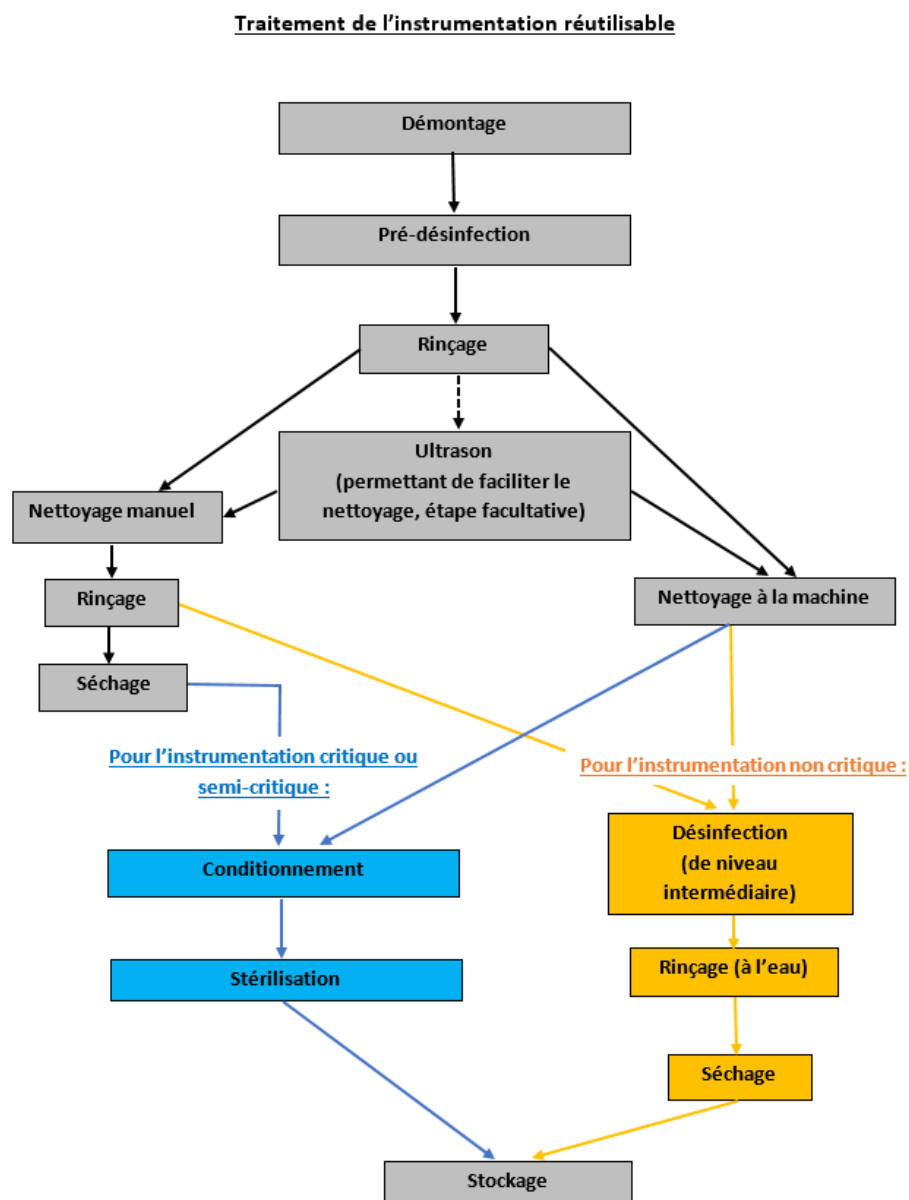 Traitement de l'instrumentation réutilisable
Démontage
Pré-désinfection
Rinçage
Ultrason
(permettant de faciliter le
nettoyage, étape facultative)
Nettoyage manuel
Nettoyage à la machine
Rinçage
Séchage
Pour l'instrumentation critique ou
semi-critique :
Pour l'instrumentation non critique :
Désinfection
(de niveau
intermédiaire)
Conditionnement
Rinçage (à l'eau)
Stérilisation
Séchage
Stockage